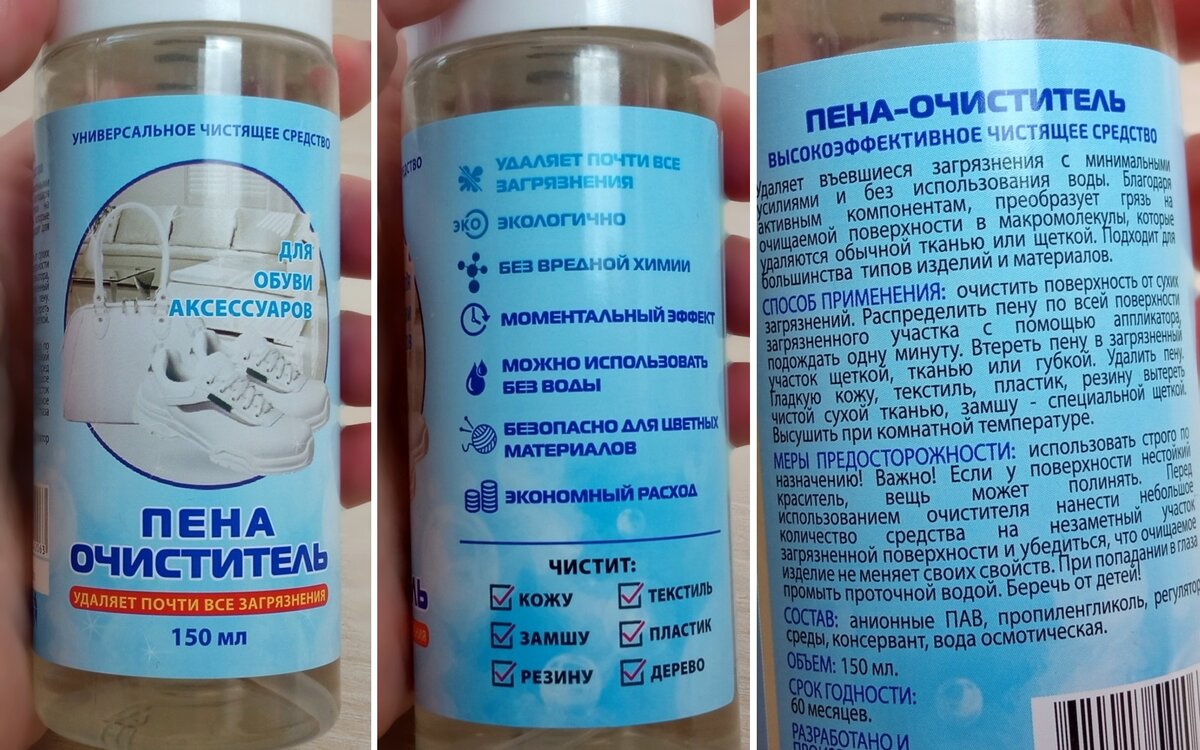 УНИВЕРСАЛЬНОЕ ЧИСТЯЩЕЕ СРЕДСТВО
ДЛЯ
ОБУВИ
АКСЕССУАРОВ
ПЕНА
ОЧИСТИТЕЛЬ
УДАЛЯЕТ ПОЧТИ ВСЕ ЗАГРЯЗНЕНИЯ
150 МЛ
УДАЛЯЕТ ПОЧТИ ВСЕ
ЗАГРЯЗНЕНИЯ
ЭКО ЭКОЛОГИЧНО
БЕЗ ВРЕДНОЙ ХИМИИ
МОМЕНТАЛЬНЫЙ ЭФФЕКТ
МОЖНО ИСПОЛЬЗОВАТЬ
БЕЗ ВОДЫ
БЕЗОПАСНО ДЛЯ ЦВЕТНЫХ
МАТЕРИАЛОВ
ЭКОНОМНЫЙ РАСХОД
ЧИСТИТ:
КОЖУ ТЕКСТИЛЬ
ЗАМШУ ПЛАСТИК
РЕЗИНУ ДЕРЕВО
ПЕНА-ОЧИСТИТЕЛЬ
ВЫСОКОЭФФЕКТИВНОЕ ЧИСТЯЩЕЕ СРЕДСТВО
Удаляет въевшиеся загрязнения с минимальными
усилиями и без использования воды. Благодаря
активным компонентам, преобразует грязь на
очищаемой поверхности в макромолекулы, которые
удаляются обычной тканью или щеткой. Подходит для
большинства типов изделий и материалов.
СПОСОБ ПРИМЕНЕНИЯ: очистить поверхность от сухих
загрязнений. Распределить пену по всей поверхности
загрязненного участка с помощью аппликатора,
подождать одну минуту. Втереть пену в загрязненный
участок щеткой, тканью или губкой. Удалить пену.
Гладкую кожу, текстиль, пластик, резину вытереть
чистой сухой тканью, замшу - специальной щеткой.
Высушить при комнатной температуре.
МЕРЫ ПРЕДОСТОРОЖНОСТИ: использовать строго по
назначению! Важно! Если у поверхности нестойкий
краситель, вещь может полинять. Перед
использованием очистителя нанести небольшое
количество средства на незаметный участок
загрязненной поверхности и убедиться, что очищаемое
изделие не меняет своих свойств. При попадании в глаза
промыть проточной водой. Беречь от детей!
СОСТАВ: анионные ПАВ, пропиленгликоль, регулятор
среды, консервант, вода осмотическая.
ОБЪЕМ: 150 мл.
СРОК ГОДНОСТИ:
60 месяцев.
РАЗРАБОТАНО И